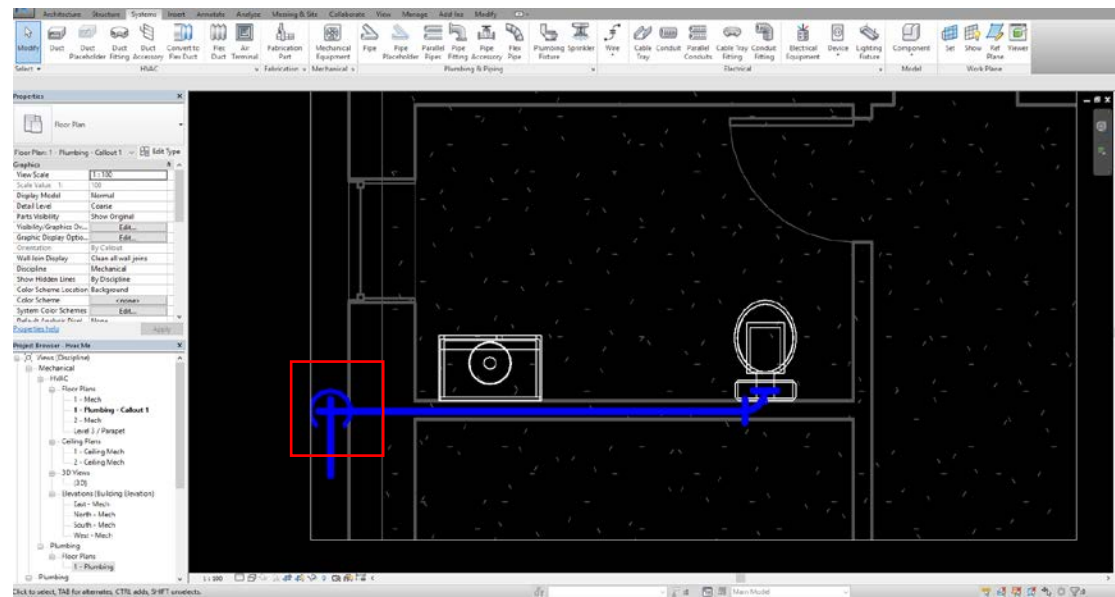 Architecture Structure Systems Insert Annotate Analyze Massing & Site Collaborate View Manage Add-Ins Modify
Modify Duct Duct Placeholder Duct Fitting Duct Accessory Convert to Flex Duct Flex Duct Air Terminal Fabrication Part Mechanical Equipment Pipe Pipe Placeholder Parallel Pipes Pipe Fitting Pipe Accessory Flex Pipe Plumbing Fixture Sprinkler Wire Cable Tray Conduit Parallel Conduits Cable Tray Fitting Conduit Fitting Electrical Equipment Device Lighting Fixture Component Set Show Ref Plane Viewer
Select HVAC Fabrication Mechanical Plumbing & Piping Electrical Model Work Plane
Properties
Floor Plan
Floor Plan: 1 - Plumbing - Callout 1 Edit Type
Graphics
View Scale 1 : 100
Scale Value 1: 100
Display Model Normal
Detail Level Coarse
Parts Visibility Show Original
Visibility/Graphics Ov... Edit...
Graphic Display Optio... Edit...
Orientation By Callout
Wall Join Display Clean all wall joins
Discipline Mechanical
Show Hidden Lines By Discipline
Color Scheme Location Background
Color Scheme <none>
System Color Schemes Edit...
Properties help Apply
Project Browser - Hvac Me
Views (Discipline)
Mechanical
HVAC
Floor Plans
1 - Mech
1 - Plumbing - Callout 1
2 - Mech
Level 3 / Parapet
Ceiling Plans
1 - Ceiling Mech
2 - Ceiling Mech
3D Views
{3D}
Elevations (Building Elevation)
East - Mech
North - Mech
South - Mech
West - Mech
Plumbing
Floor Plans
1 - Plumbing
Plumbing
1 : 100
Click to select, TAB for alternates, CTRL adds, SHIFT unselects. Main Model